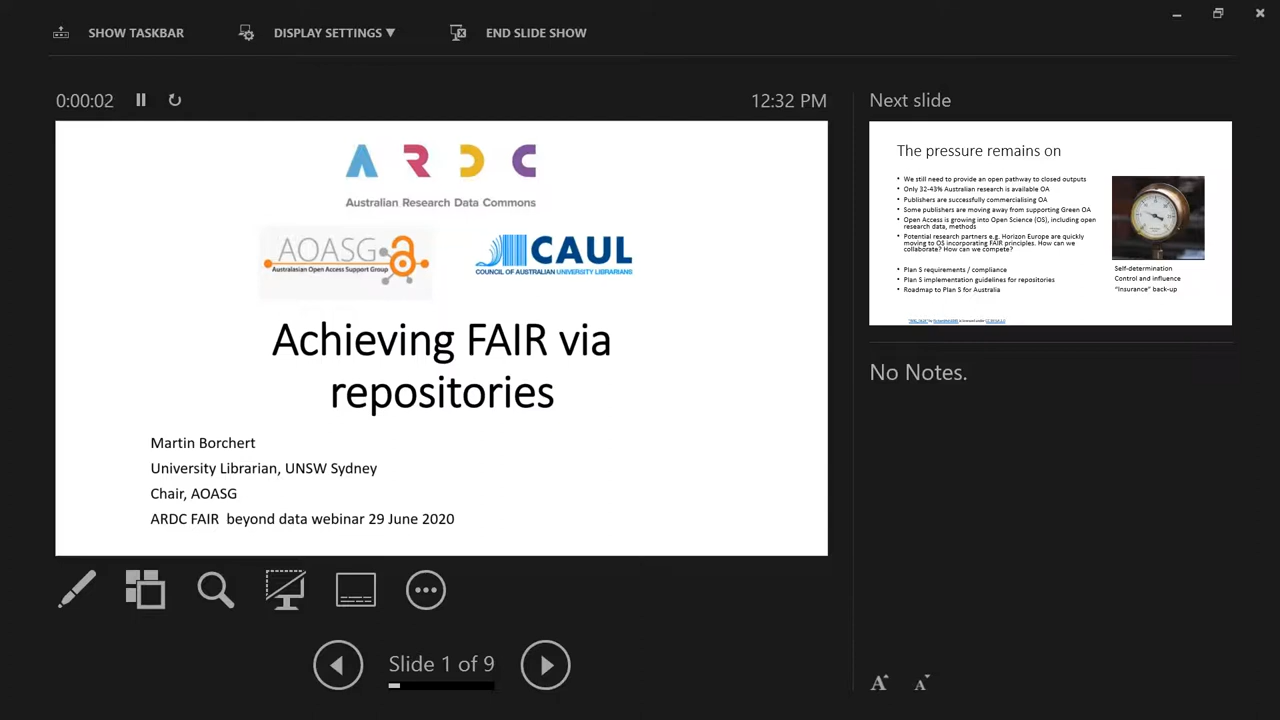 SHOW TASKBAR
DISPLAY SETTINGS ▼
END SLIDE SHOW
0:00:02
12:32 PM
Next slide
A R D C
Australian Research Data Commons
AOASG
Australasian Open Access Support Group
CAUL
COUNCIL OF AUSTRALIAN UNIVERSITY LIBRARIANS
Achieving FAIR via
repositories
Martin Borchert
University Librarian, UNSW Sydney
Chair, AOASG
ARDC FAIR beyond data webinar 29 June 2020
The pressure remains on
• We still need to provide an open pathway to closed outputs
• Only 32-43% Australian research is available OA
• Publishers are successfully commercialising OA
• Some publishers are moving away from supporting Green OA
• Open Access is growing into Open Science (OS), including open
research data, methods
• Potential research partners e.g. Horizon Europe are quickly
moving to OS incorporating FAIR principles. How can we
collaborate? How can we compete?
• Plan S requirements / compliance
• Plan S implementation guidelines for repositories
• Roadmap to Plan S for Australia
Self-determination
Control and influence
"Insurance" back-up
is licensed under
No Notes.
Slide 1 of 9
A A